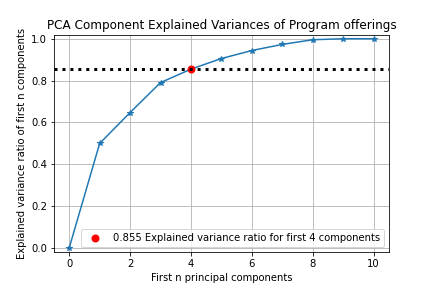 PCA Component Explained Variances of Program offerings
Explained variance ratio of first n components
1.0
0.8
0.6
0.4
0.2
0.0
0.855 Explained variance ratio for first 4 components
0 2 4 6 8 10
First n principal components